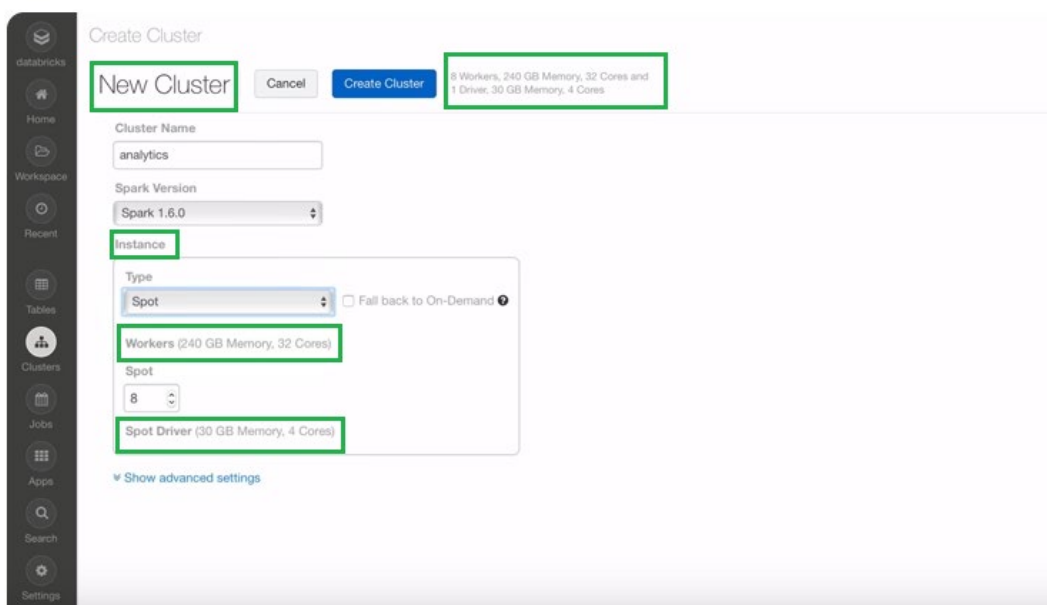 Create Cluster
databricks
New Cluster
Cancel
Create Cluster
8 Workers, 240 GB Memory, 32 Cores and
1 Driver, 30 GB Memory, 4 Cores
Home
Cluster Name
analytics
Workspace
Spark Version
Spark 1.6.0
Recent
Instance
Type
Spot
Fall back to On-Demand ?
Tables
Workers (240 GB Memory, 32 Cores)
Clusters
Spot
8
Jobs
Spot Driver (30 GB Memory, 4 Cores)
Apps
Show advanced settings
Search
Settings